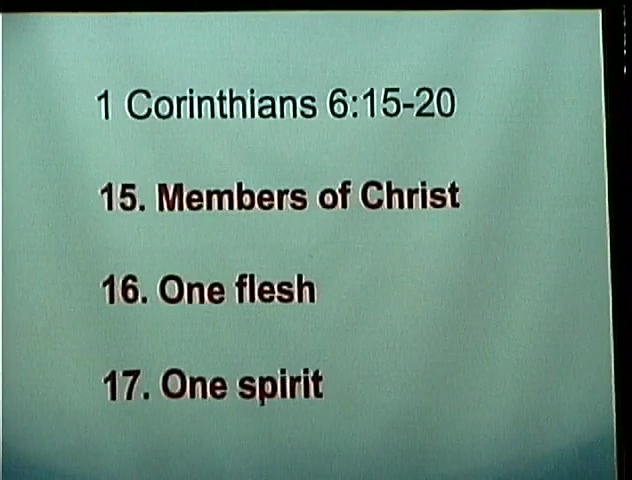 1 Corinthians 6:15-20
15. Members of Christ
16. One flesh
17. One spirit